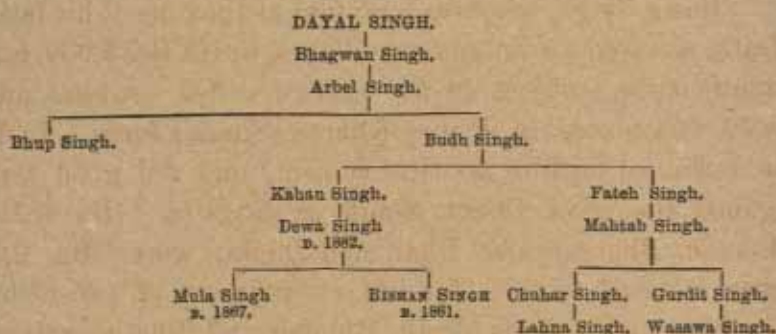 DAYAL SINGH.
Bhagwan Singh.
Arbel Singh.
Bhup Singh. Budh Singh.
Kahan Singh. Fateh Singh.
Dewa Singh Mahtab Singh.
D. 1882.
Mula Singh BISHAN SINGH Chuhar Singh. Gurdit Singh.
B. 1867. B. 1861.
Lahna Singh. Wasawa Singh.